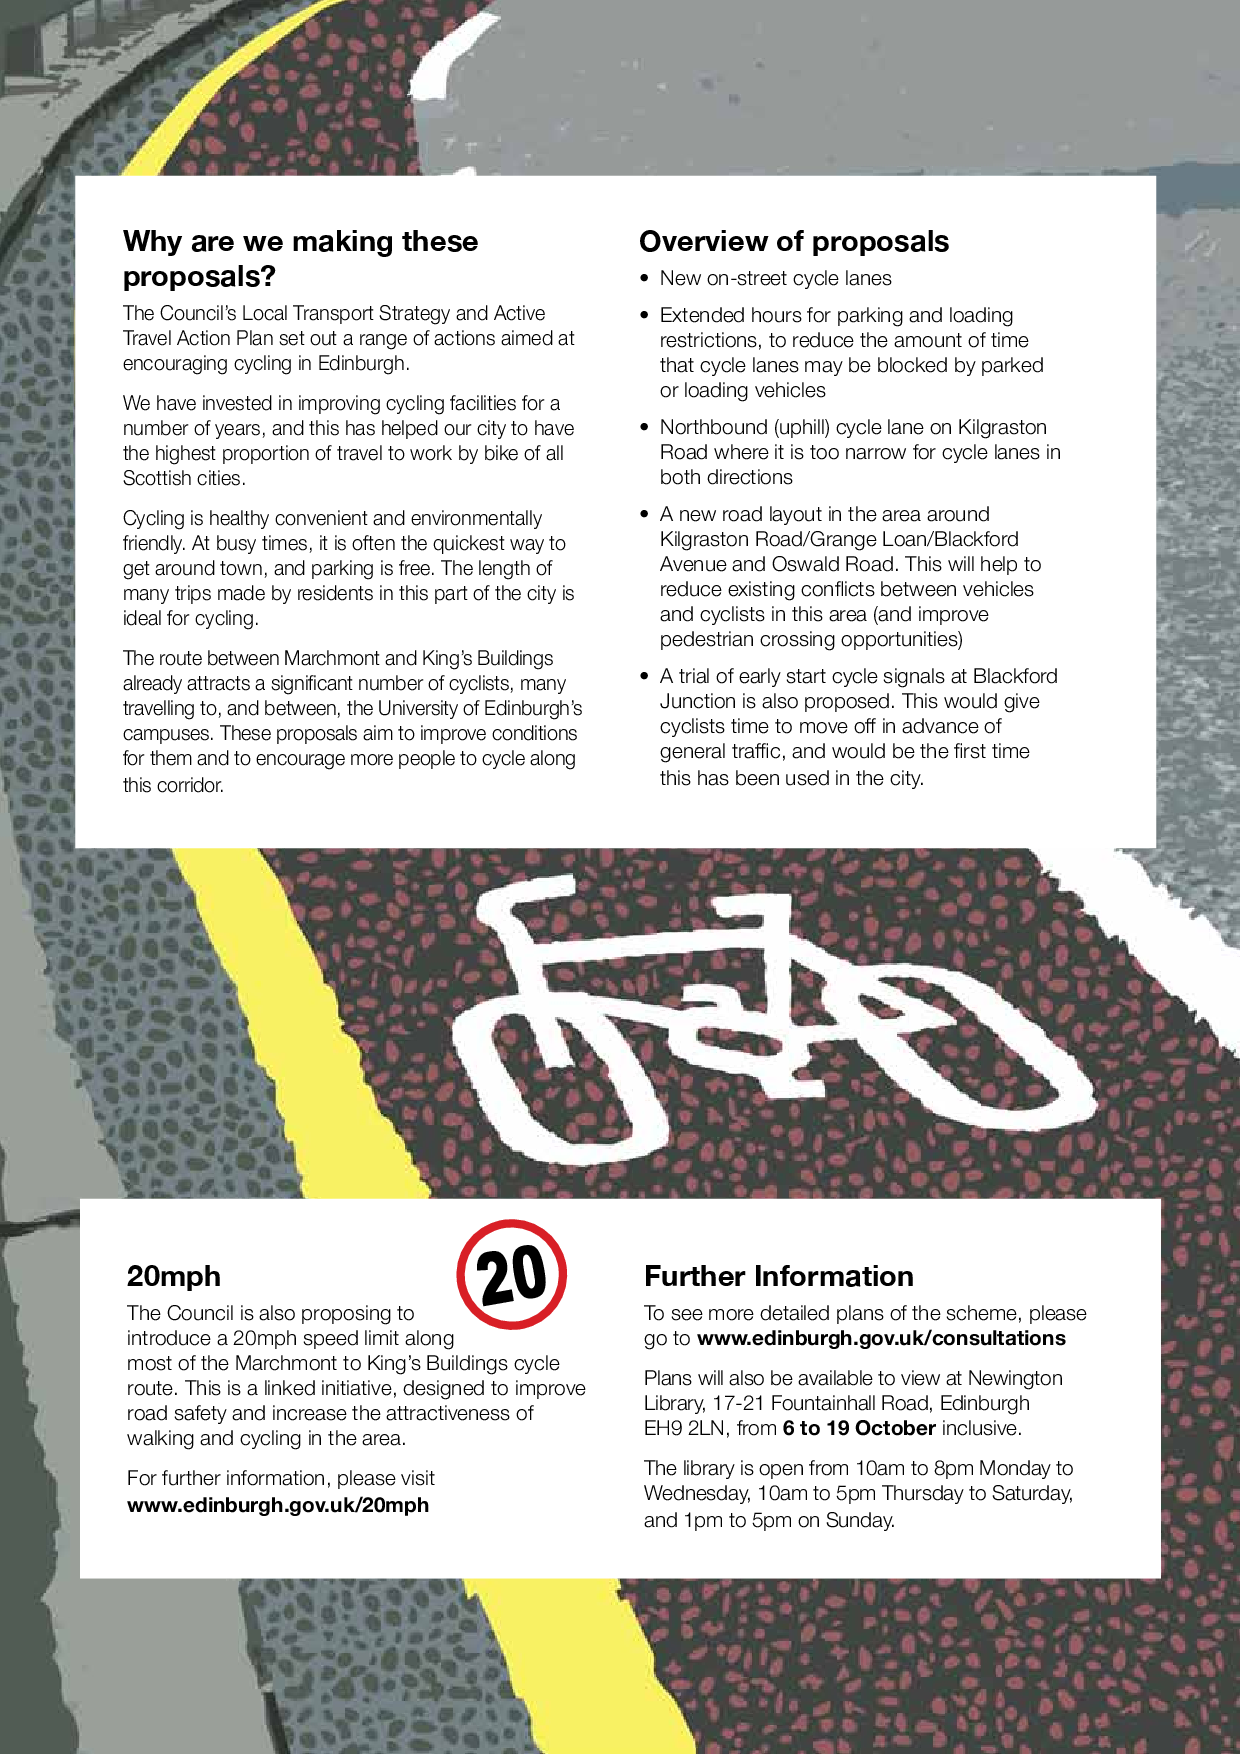 Why are we making these
proposals?
The Council's Local Transport Strategy and Active
Travel Action Plan set out a range of actions aimed at
encouraging cycling in Edinburgh.
We have invested in improving cycling facilities for a
number of years, and this has helped our city to have
the highest proportion of travel to work by bike of all
Scottish cities.
Cycling is healthy convenient and environmentally
friendly. At busy times, it is often the quickest way to
get around town, and parking is free. The length of
many trips made by residents in this part of the city is
ideal for cycling.
The route between Marchmont and King's Buildings
already attracts a significant number of cyclists, many
travelling to, and between, the University of Edinburgh's
campuses. These proposals aim to improve conditions
for them and to encourage more people to cycle along
this corridor.
Overview of proposals
• New on-street cycle lanes
• Extended hours for parking and loading
restrictions, to reduce the amount of time
that cycle lanes may be blocked by parked
or loading vehicles
• Northbound (uphill) cycle lane on Kilgraston
Road where it is too narrow for cycle lanes in
both directions
• A new road layout in the area around
Kilgraston Road/Grange Loan/Blackford
Avenue and Oswald Road. This will help to
reduce existing conflicts between vehicles
and cyclists in this area (and improve
pedestrian crossing opportunities)
• A trial of early start cycle signals at Blackford
Junction is also proposed. This would give
cyclists time to move off in advance of
general traffic, and would be the first time
this has been used in the city.
20mph
20
The Council is also proposing to
introduce a 20mph speed limit along
most of the Marchmont to King's Buildings cycle
route. This is a linked initiative, designed to improve
road safety and increase the attractiveness of
walking and cycling in the area.
For further information, please visit
www.edinburgh.gov.uk/20mph
Further Information
To see more detailed plans of the scheme, please
go to www.edinburgh.gov.uk/consultations
Plans will also be available to view at Newington
Library, 17-21 Fountainhall Road, Edinburgh
EH9 2LN, from 6 to 19 October inclusive.
The library is open from 10am to 8pm Monday to
Wednesday, 10am to 5pm Thursday to Saturday,
and 1pm to 5pm on Sunday.